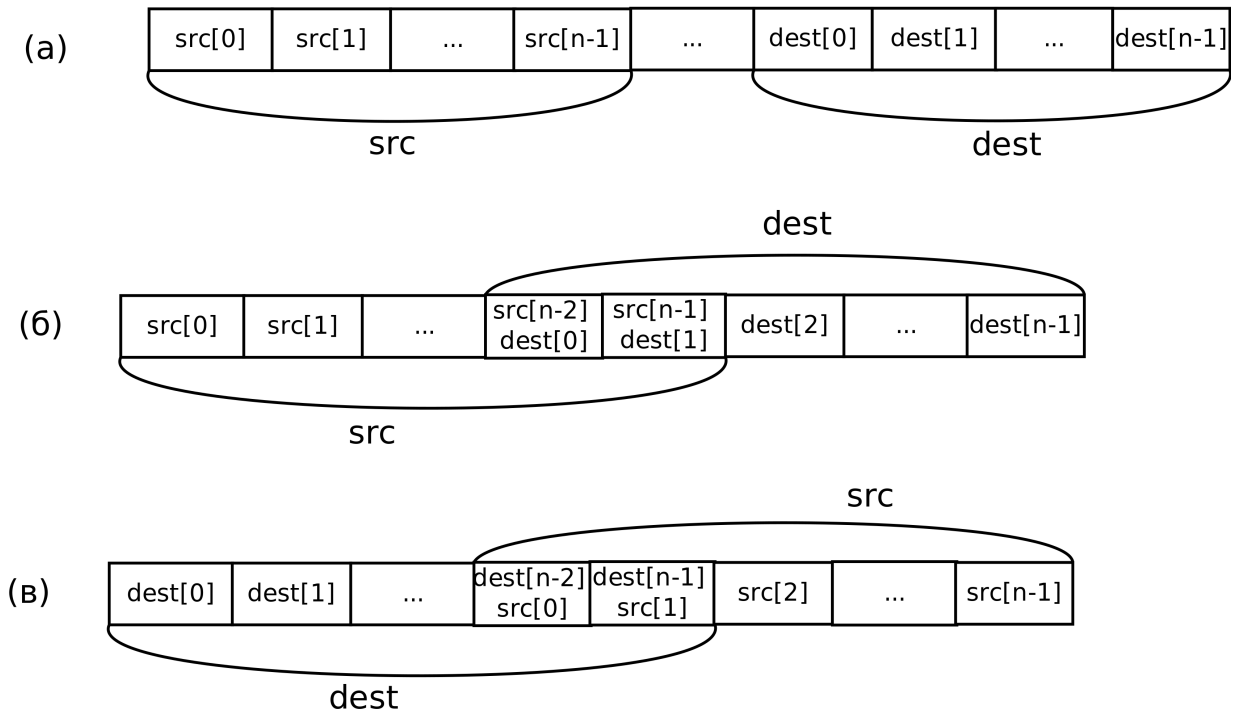 (а) src[0] src[1] ... src[n-1] ... dest[0] dest[1] ... dest[n-1]
src dest
dest
(б) src[0] src[1] ... src[n-2] src[n-1] dest[2] ... dest[n-1]
dest[0] dest[1]
src
src
(в) dest[0] dest[1] ... dest[n-2] dest[n-1] src[2] ... src[n-1]
src[0] src[1]
dest